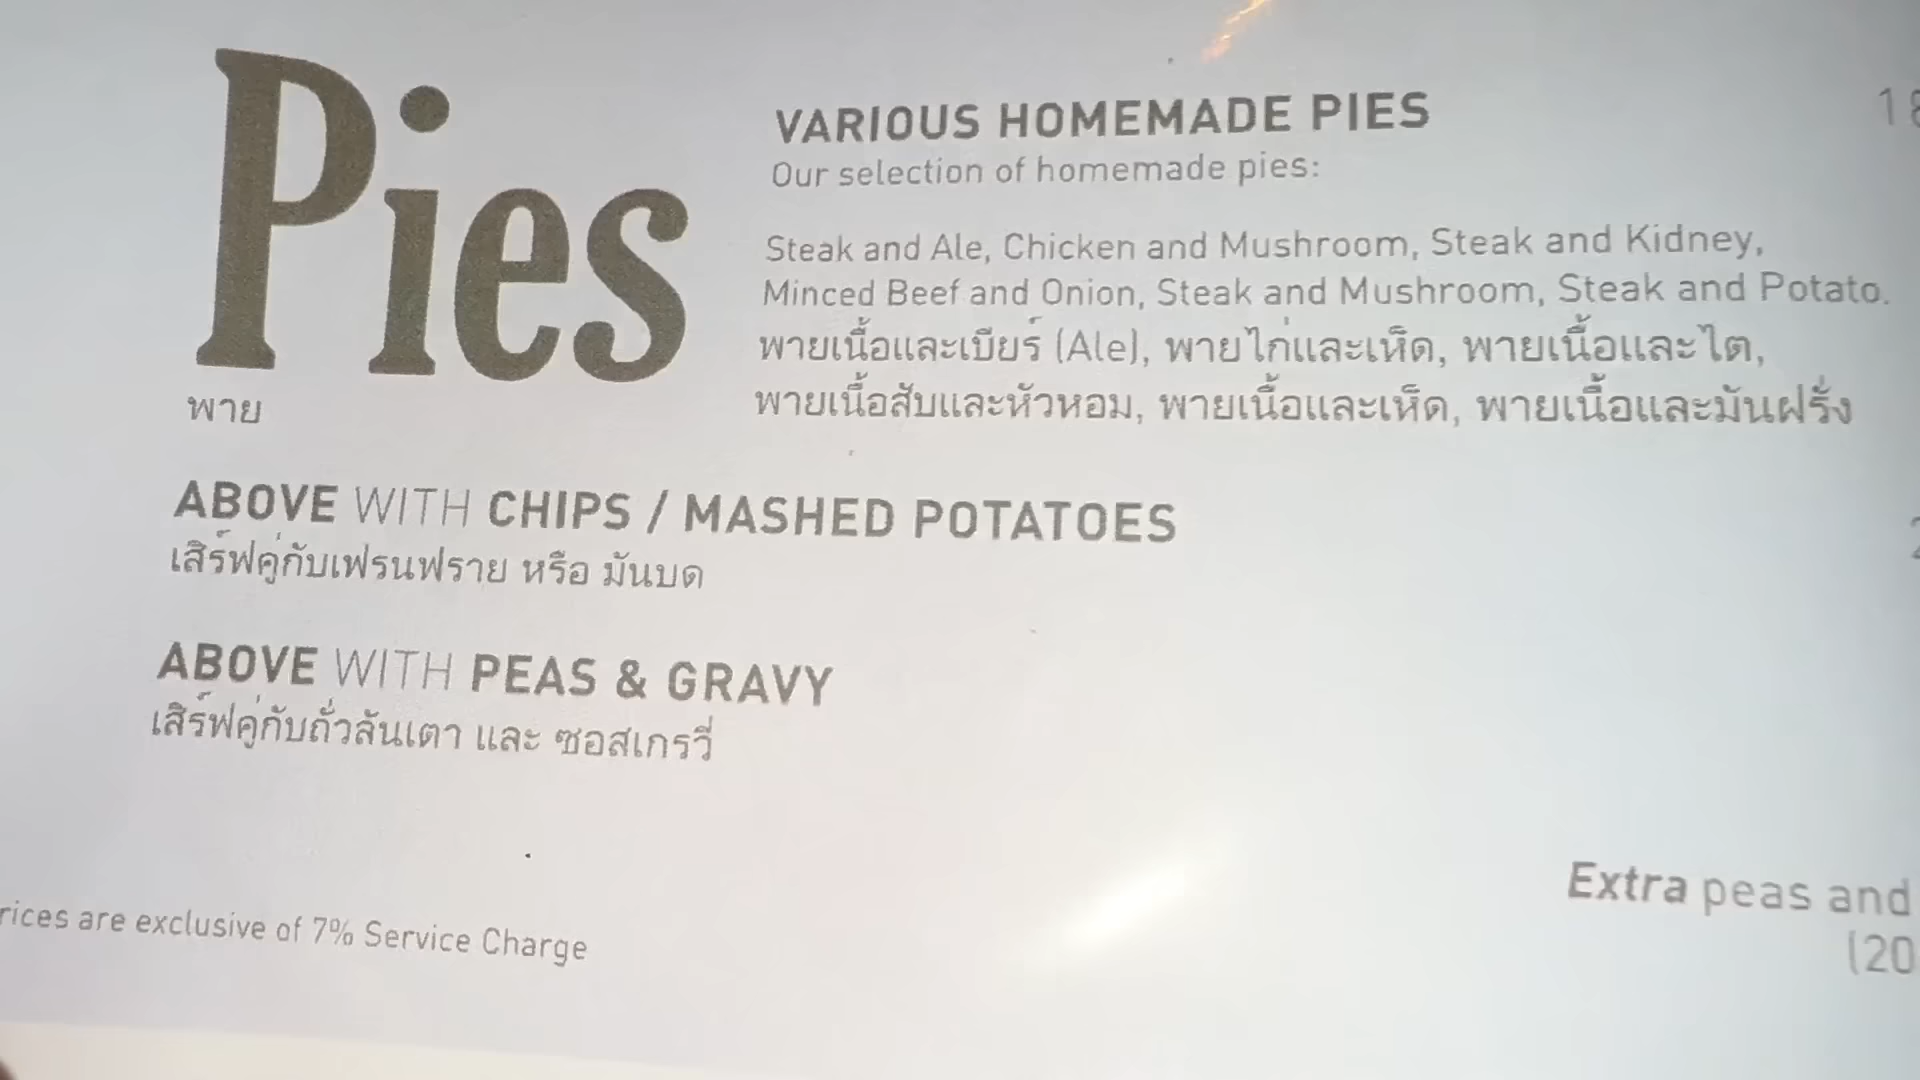 Pies
พาย
VARIOUS HOMEMADE PIES
Our selection of homemade pies:
Steak and Ale, Chicken and Mushroom, Steak and Kidney,
Minced Beef and Onion, Steak and Mushroom, Steak and Potato.
พายเนื้อและเบียร์ (Ale), พายไก่และเห็ด, พายเนื้อและไต,
พายเนื้อสับและหัวหอม, พายเนื้อและเห็ด, พายเนื้อและมันฝรั่ง
ABOVE WITH CHIPS / MASHED POTATOES
เสิร์ฟคู่กับเฟรนฟราย หรือ มันบด
ABOVE WITH PEAS & GRAVY
เสิร์ฟคู่กับถั่วลันเตา และ ซอสเกรวี่
Extra peas and
(20
are exclusive of 7% Service Charge